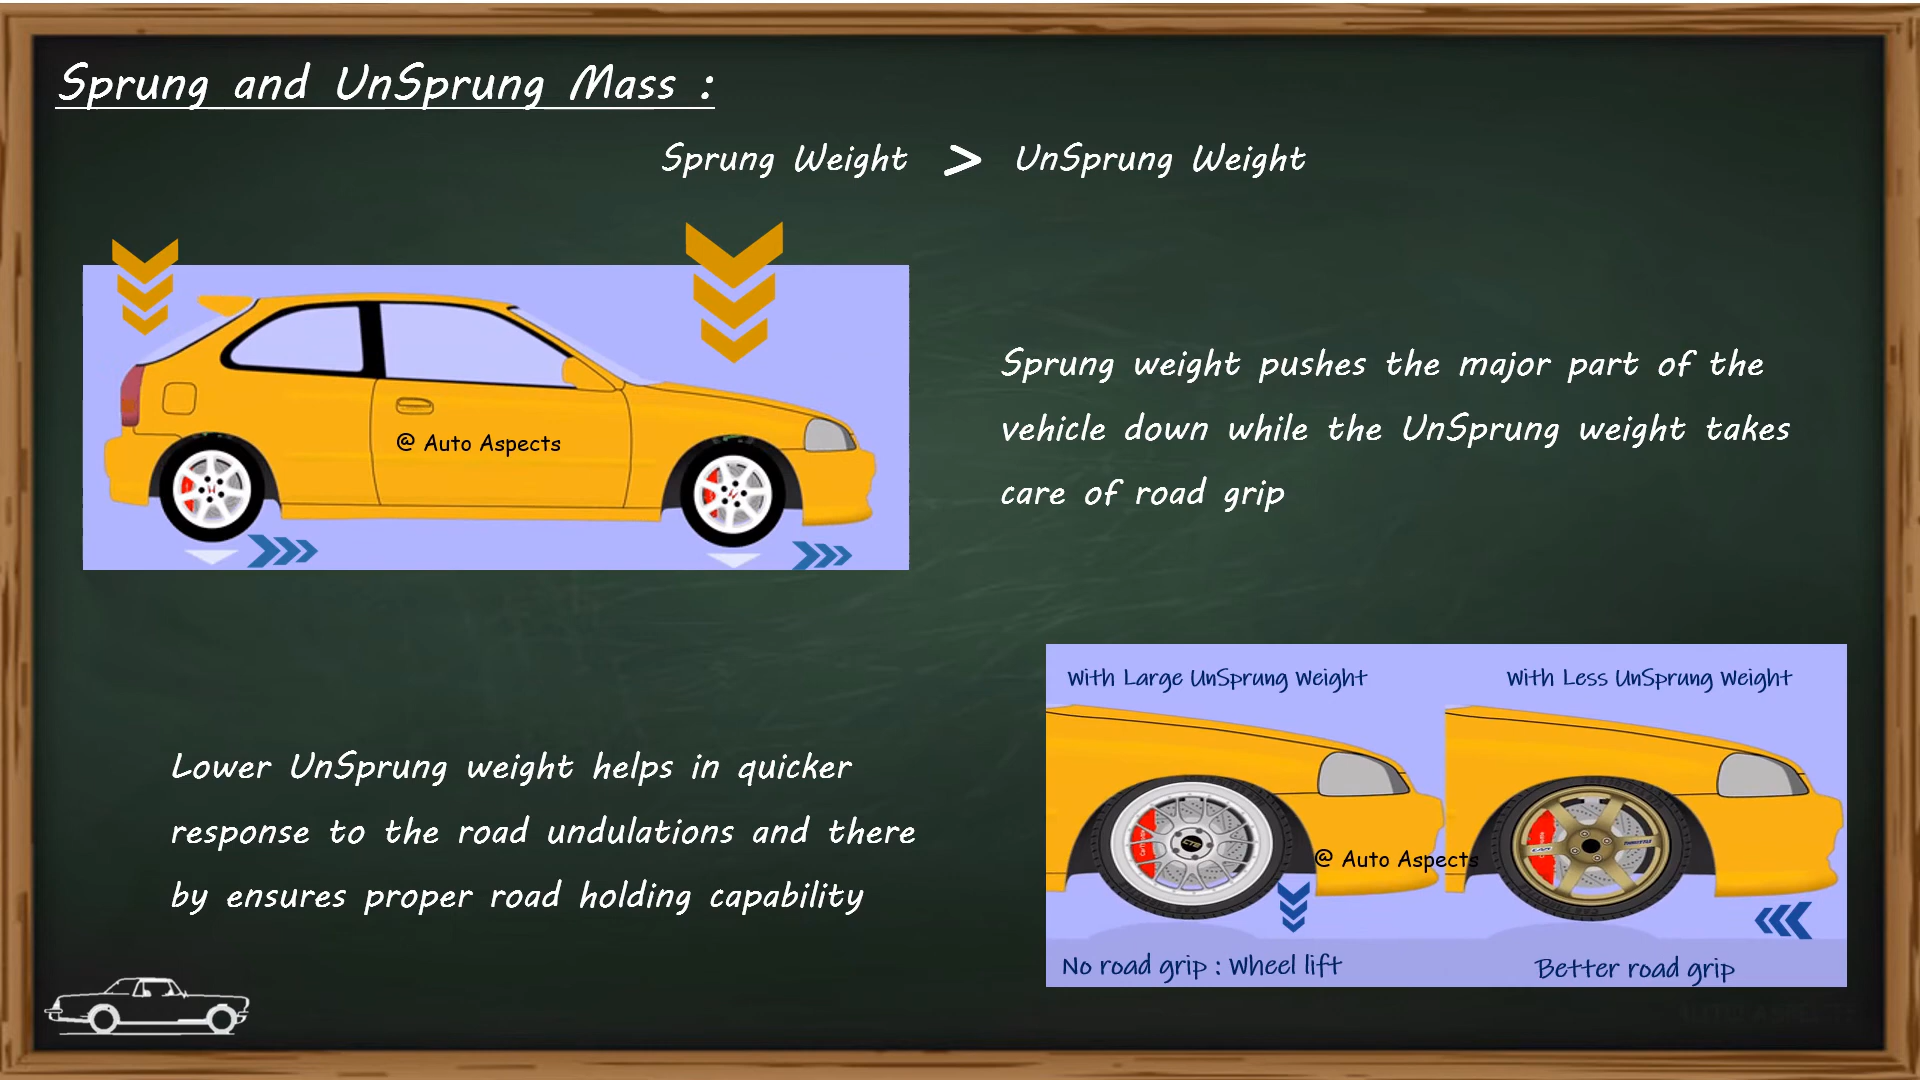 Sprung and UnSprung Mass :
Sprung Weight > UnSprung Weight
@ Auto Aspects
Sprung weight pushes the major part of the
vehicle down while the UnSprung weight takes
care of road grip
Lower UnSprung weight helps in quicker
response to the road undulations and there
by ensures proper road holding capability
With Large UnSprung Weight
With Less UnSprung Weight
@ Auto Aspects
No road grip : Wheel lift
Better road grip